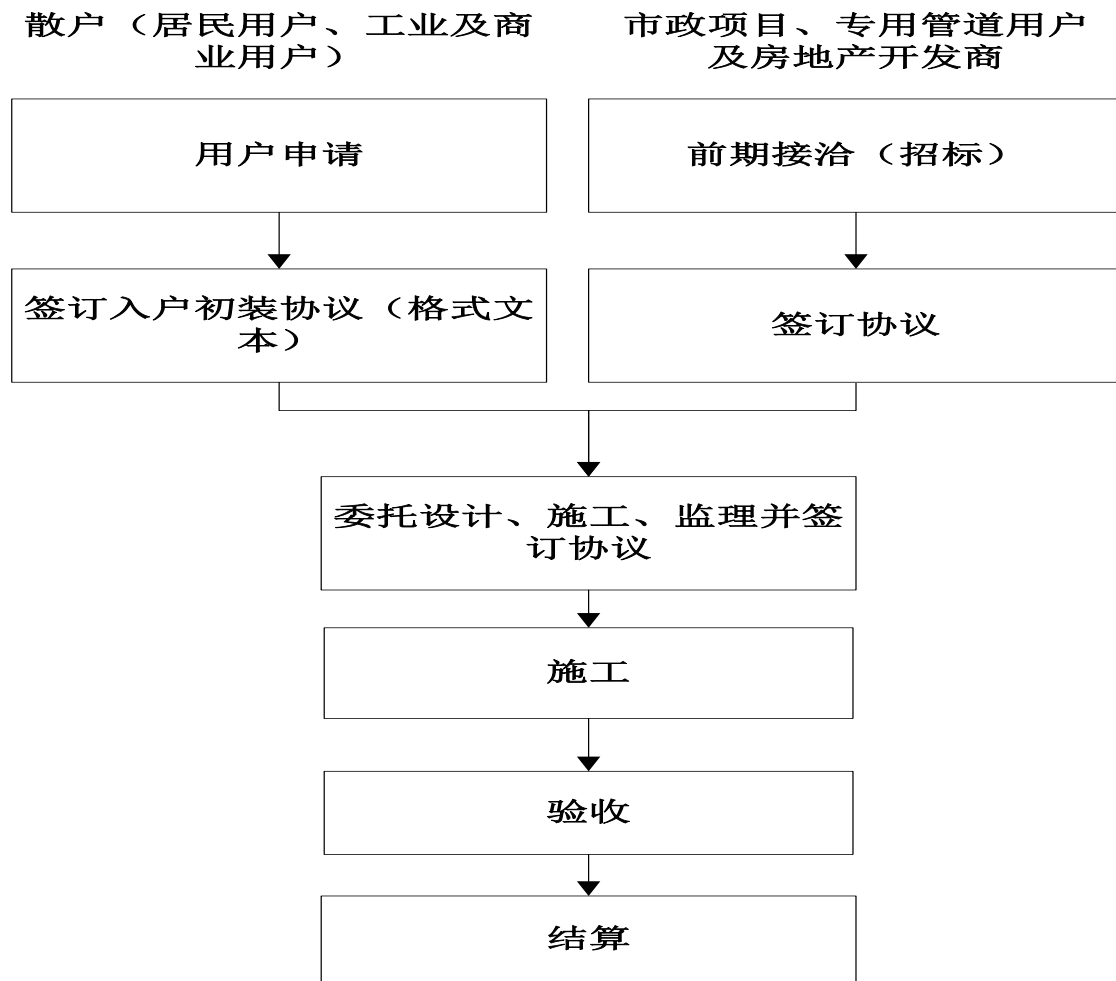 散户（居民用户、工业及商
业用户）
市政项目、专用管道用户
及房地产开发商
用户申请
前期接洽（招标）
签订入户初装协议（格式文
本）
签订协议
委托设计、施工、监理并签
订协议
施工
验收
结算